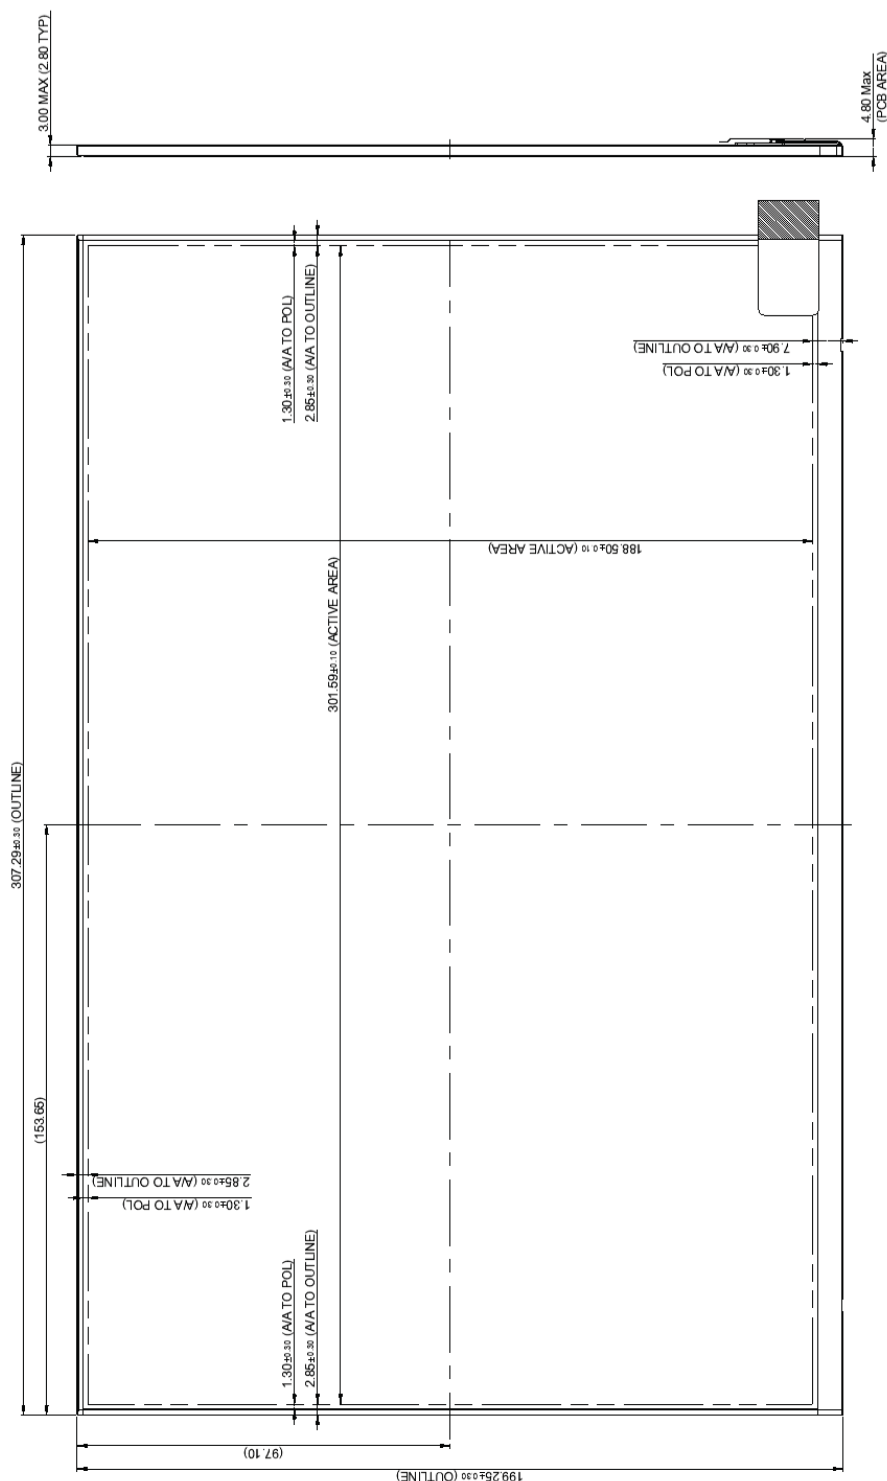 3.00 MAX (2.80 TYP)
4.80 Max
(PCB AREA)
307.29±0.30 (OUTLINE)
1.30±0.30 (A/A TO POL)
2.85±0.30 (A/A TO OUTLINE)
7.90±0.30 (A/A TO OUTLINE)
1.30±0.30 (A/A TO POL)
188.50±0.10 (ACTIVE AREA)
301.59±0.10 (ACTIVE AREA)
(153.65)
2.85±0.30 (A/A TO OUTLINE)
1.30±0.30 (A/A TO POL)
1.30±0.30 (A/A TO POL)
2.85±0.30 (A/A TO OUTLINE)
(97.10)
199.25±0.30 (OUTLINE)